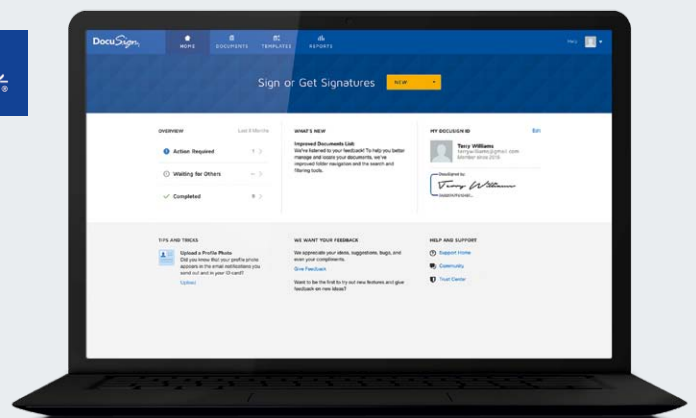 ®
DocuSign
HOME
DOCUMENTS
TEMPLATES
REPORTS
Sign or Get Signatures
NEW
OVERVIEW
Last 6 Months
Action Required
Waiting for Others
Completed
WHAT'S NEW
Improved Documents List:
We've listened to your feedback! To help you better
manage and locate your documents, we've
improved folder navigation and the search and
filtering tools.
MY DOCUSIGN ID
Edit
Terry Williams
Member since 2015
DocuSigned by:
Terry Williams
TIPS AND TRICKS
Upload a Profile Photo
Did you know that your profile photo
appears in the email notifications you
send out and in your ID card?
Upload
WE WANT YOUR FEEDBACK
We appreciate your ideas, suggestions, bugs, and
even your compliments.
Give Feedback
Want to be the first to try out new features and give
feedback on new ideas?
HELP AND SUPPORT
Support Home
Community
Trust Center